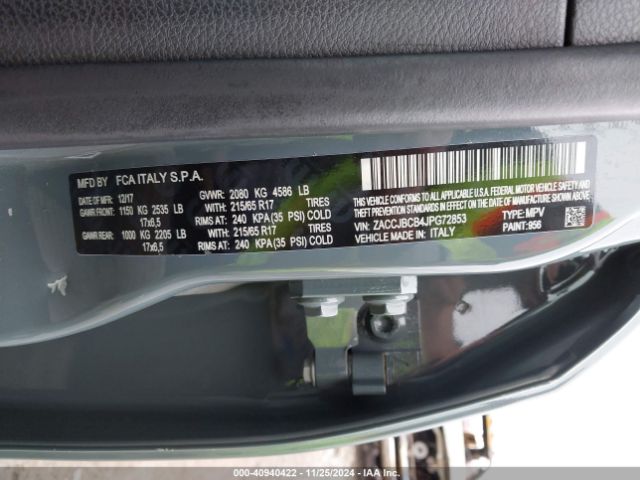 MFD BY FCA ITALY S.P.A.
DATE OF MFR: 12/17 GVWR: 2080 KG 4586 LB
GAWR FRONT: 1150 KG 2535 LB WITH: 215/65 R17 TIRES
17x6,5 RIMS AT: 240 KPA(35 PSI) COLD
GAWR REAR: 1000 KG 2205 LB WITH: 215/65 R17 TIRES
17x6,5 RIMS AT: 240 KPA(35 PSI) COLD
THIS VEHICLE CONFORMS TO ALL APPLICABLE U.S.A. FEDERAL MOTOR
VEHICLE SAFETY, BUMPER, AND THEFT PREVENTION
STANDARDS IN EFFECT ON THE DATE OF MFR. SHOWN ABOVE.
VIN: ZACCJBCB4JPG72853 TYPE: MPV
VEHICLE MADE IN: ITALY PAINT: 956
000-40940422 - 11/25/2024 - IAA Inc.